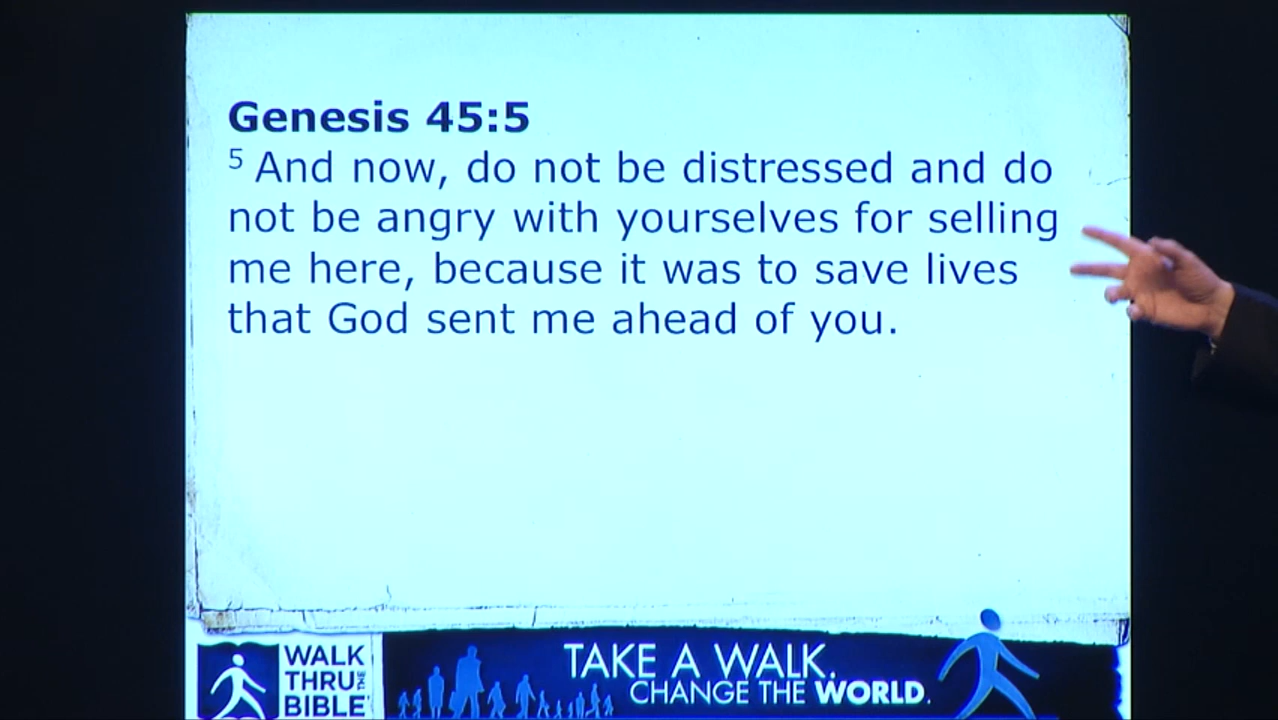 Genesis 45:5
5 And now, do not be distressed and do
not be angry with yourselves for selling
me here, because it was to save lives
that God sent me ahead of you.
WALK
THRU THE
BIBLE
TAKE A WALK.
CHANGE THE WORLD.